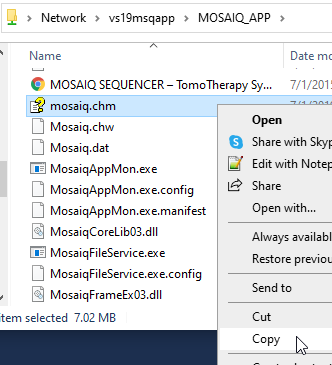 Network > vs19msqapp > MOSAIQ_APP
Name
Date
MOSAIQ SEQUENCER – TomoTherapy Sy...
7/1/2015
mosaiq.chm
Mosaiq.chw
Mosaiq.dat
MosaiqAppMon.exe
MosaiqAppMon.exe.config
MosaiqAppMon.exe.manifest
MosaiqCoreLib03.dll
MosaiqFileService.exe
MosaiqFileService.exe.config
MosaiqFrameEx03.dll
Open
Share with Skyp
Edit with Notep
Share
Open with...
Always availabl
Restore previou
Send to
Cut
Copy
item selected 7.02 MB